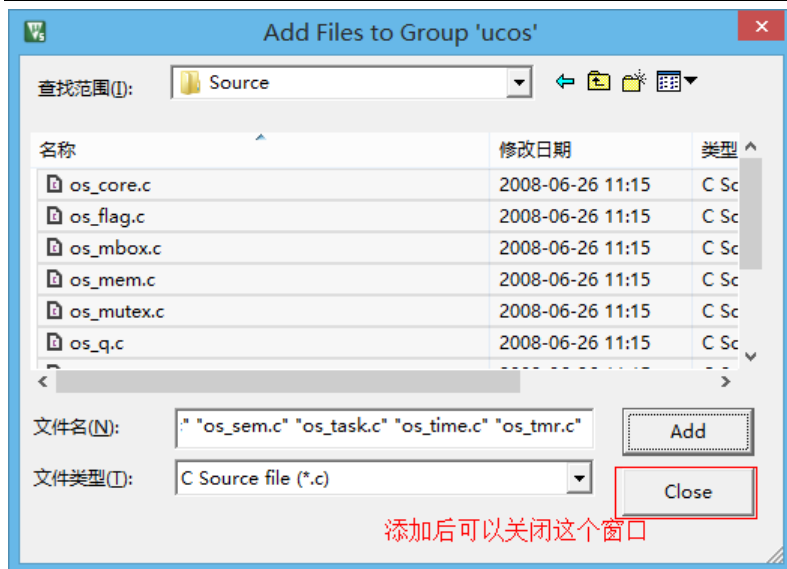 Add Files to Group 'ucos'
查找范围(I):
Source
名称 修改日期 类型
os_core.c 2008-06-26 11:15 C Sc
os_flag.c 2008-06-26 11:15 C Sc
os_mbox.c 2008-06-26 11:15 C Sc
os_mem.c 2008-06-26 11:15 C Sc
os_mutex.c 2008-06-26 11:15 C Sc
os_q.c 2008-06-26 11:15 C Sc
文件名(N): " "os_sem.c" "os_task.c" "os_time.c" "os_tmr.c" Add
文件类型(T): C Source file (*.c) Close
添加后可以关闭这个窗口